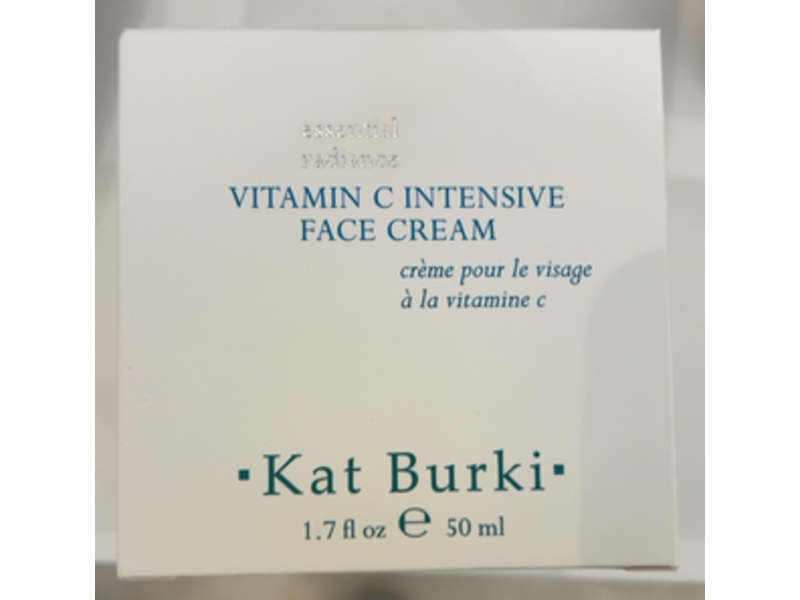 essential
radiance
VITAMIN C INTENSIVE
FACE CREAM
crème pour le visage
à la vitamine c
▪Kat Burki▪
1.7 fl oz ℮ 50 ml